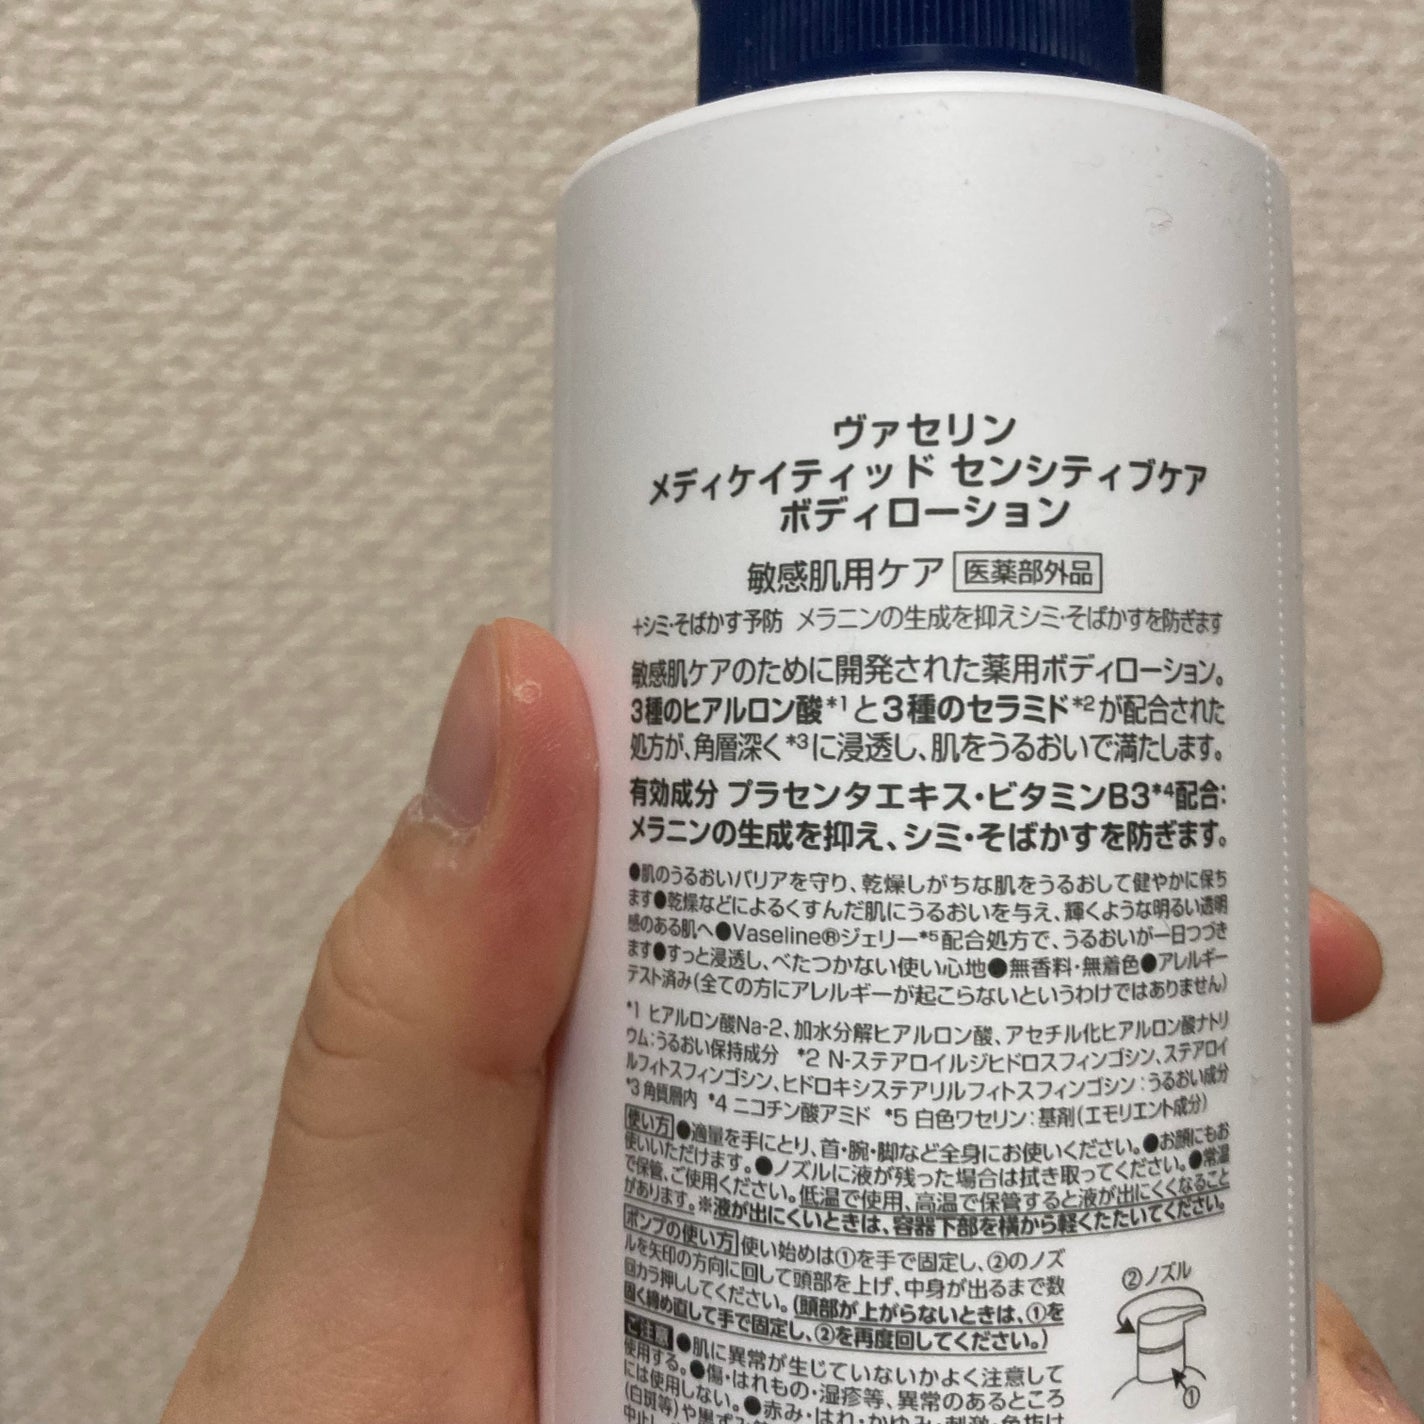 ヴァセリン
メディケイティッド センシティブケア
ボディローション
敏感肌用ケア 医薬部外品
+シミ・そばかす予防 メラニンの生成を抑えシミ・そばかすを防ぎます
敏感肌ケアのために開発された薬用ボディローション。
3種のヒアルロン酸*1と3種のセラミド*2が配合された
処方が、角層深く*3に浸透し、肌をうるおいで満たします。
有効成分 プラセンタエキス・ビタミンB3*4配合:
メラニンの生成を抑え、シミ・そばかすを防ぎます。
●肌のうるおいバリアを守り、乾燥しがちな肌をうるおして健やかに保ち
ます●乾燥などによるくすんだ肌にうるおいを与え、輝くような明るい透明
感のある肌へ●Vaseline®ジェリー*5配合処方で、うるおいが一日つづき
ます●すっと浸透し、べたつかない使い心地●無香料・無着色●アレルギー
テスト済み(全ての方にアレルギーが起こらないというわけではありません)
*1 ヒアルロン酸Na-2、加水分解ヒアルロン酸、アセチル化ヒアルロン酸ナトリ
ウム:うるおい保持成分 *2 N-ステアロイルジヒドロスフィンゴシン、ステアロイ
ルフィトスフィンゴシン、ヒドロキシステアリルフィトスフィンゴシン:うるおい成分
*3 角質層内 *4 ニコチン酸アミド *5 白色ワセリン:基剤(エモリエント成分)
使い方●適量を手にとり、首・腕・脚など全身にお使いください。●お顔にもお
使いいただけます。●ノズルに液が残った場合は拭き取ってください。●常温
で保管、ご使用ください。低温で使用、高温で保管すると液が出にくくなること
があります。※液が出にくいときは、容器下部を横から軽くたたいてください。
ポンプの使い方 使い始めは①を手で固定し、②のノズ
ルを矢印の方向に回して頭部を上げ、中身が出るまで数
回カラ押ししてください。(頭部が上がらないときは、①を
固く締め直して手で固定し、②を再度回してください。)
②ノズル
①
ご注意●肌に異常が生じていないかよく注意して
使用する。●傷・はれもの・湿疹等、異常のあるところ
には使用しない。●赤み・はれ・かゆみ・刺激・色抜け
(白斑等)や黒ずみ